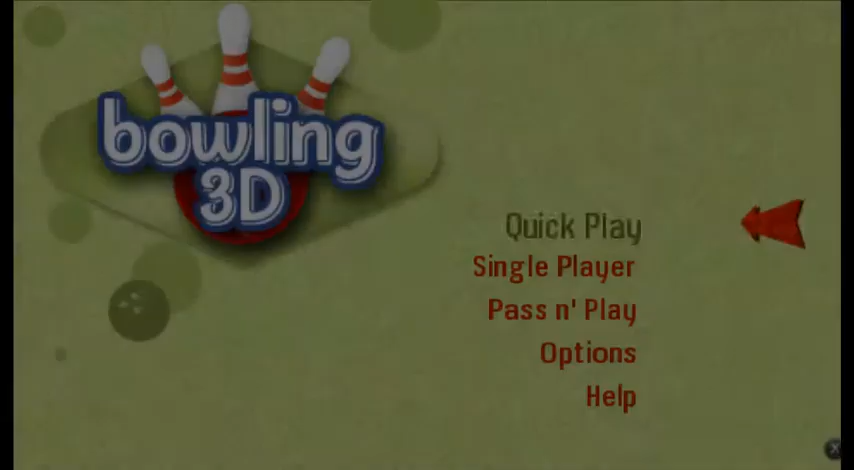 bowling
3D
Quick Play
Single Player
Pass n' Play
Options
Help
X